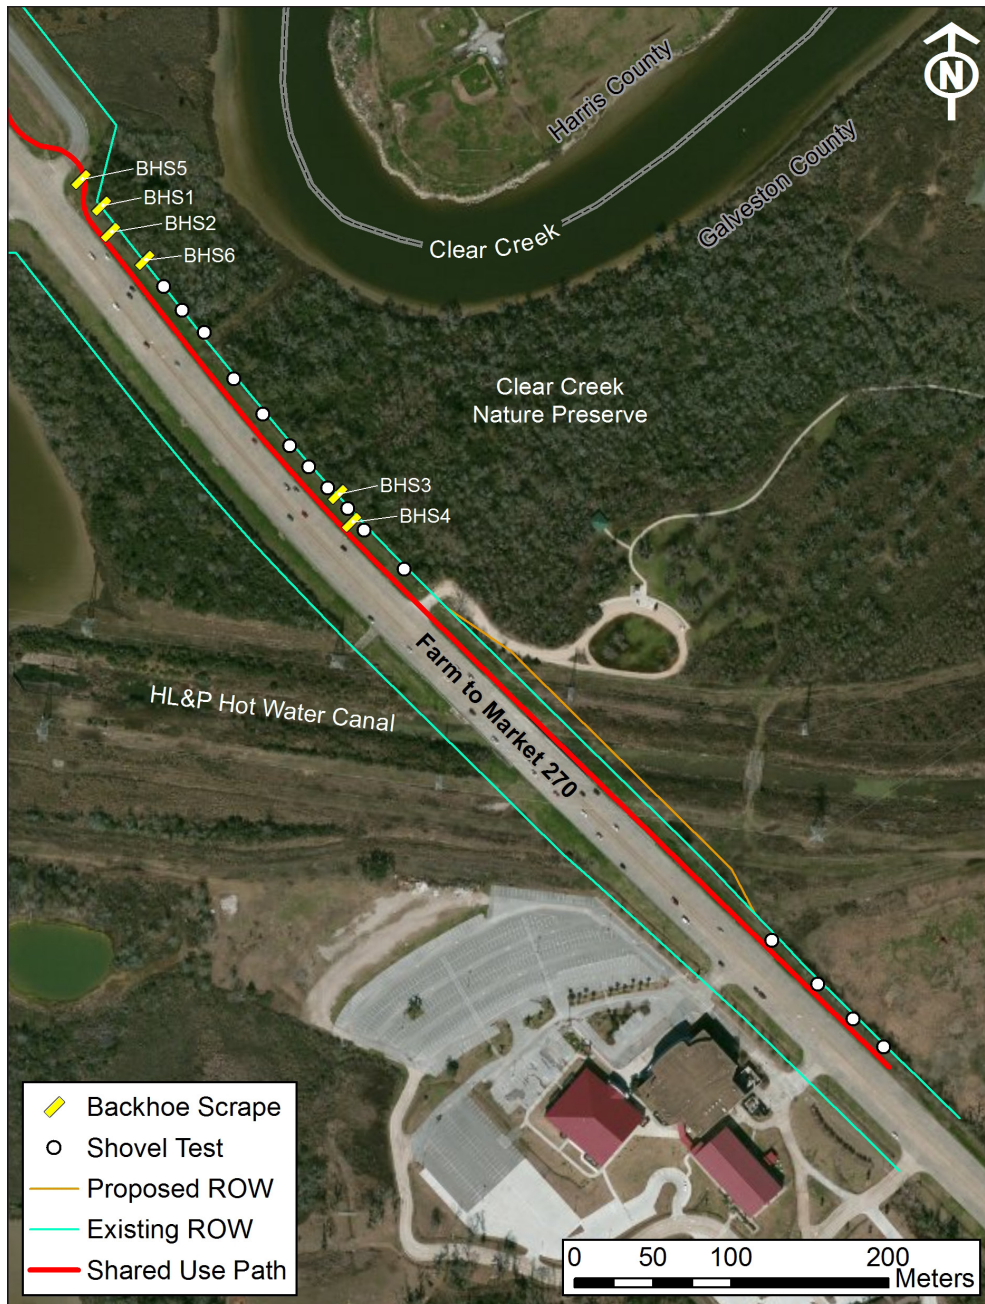 N
Harris County
Galveston County
Clear Creek
BHS5
BHS1
BHS2
BHS6
Clear Creek
Nature Preserve
BHS3
BHS4
Farm to Market 270
HL&P Hot Water Canal
Backhoe Scrape
Shovel Test
Proposed ROW
Existing ROW
Shared Use Path
0 50 100 200
Meters